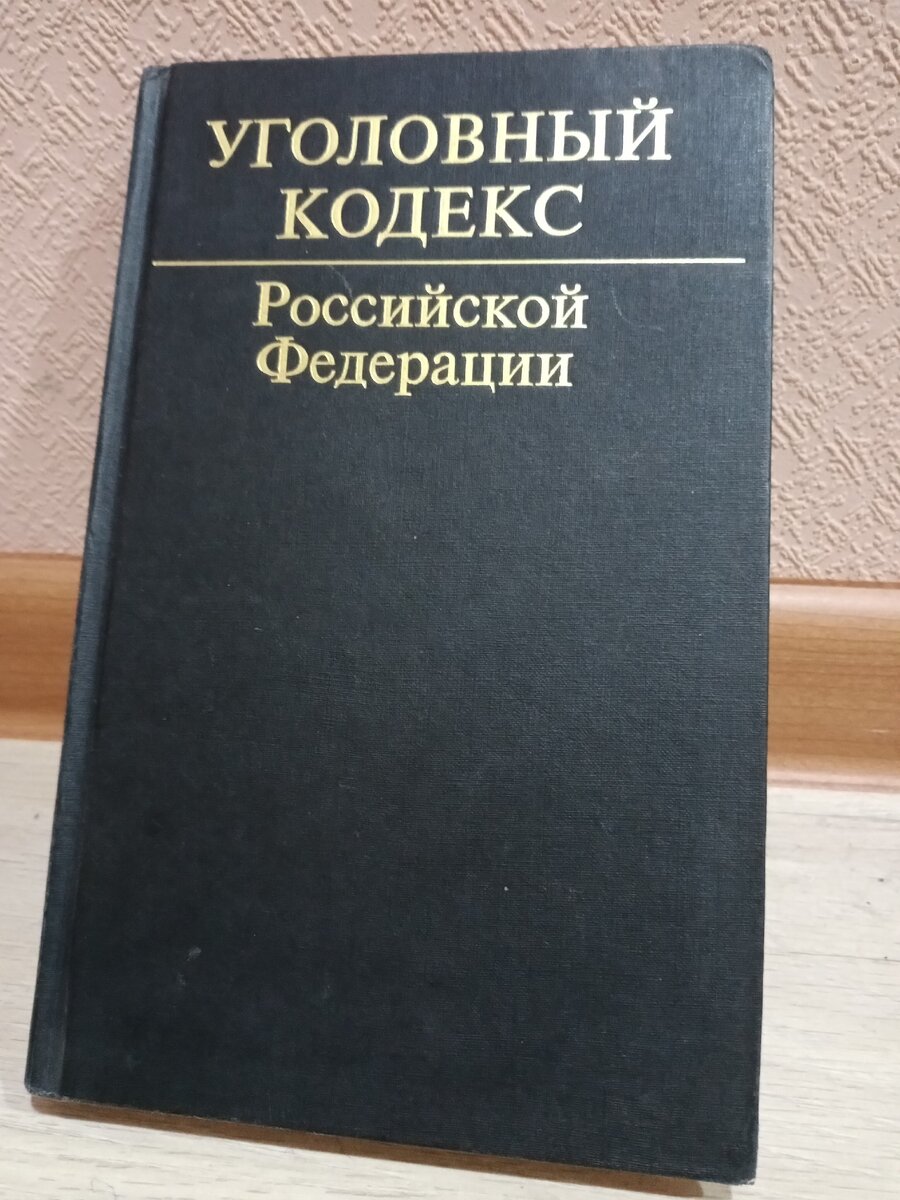 УГОЛОВНЫЙ
КОДЕКС
Российской
Федерации